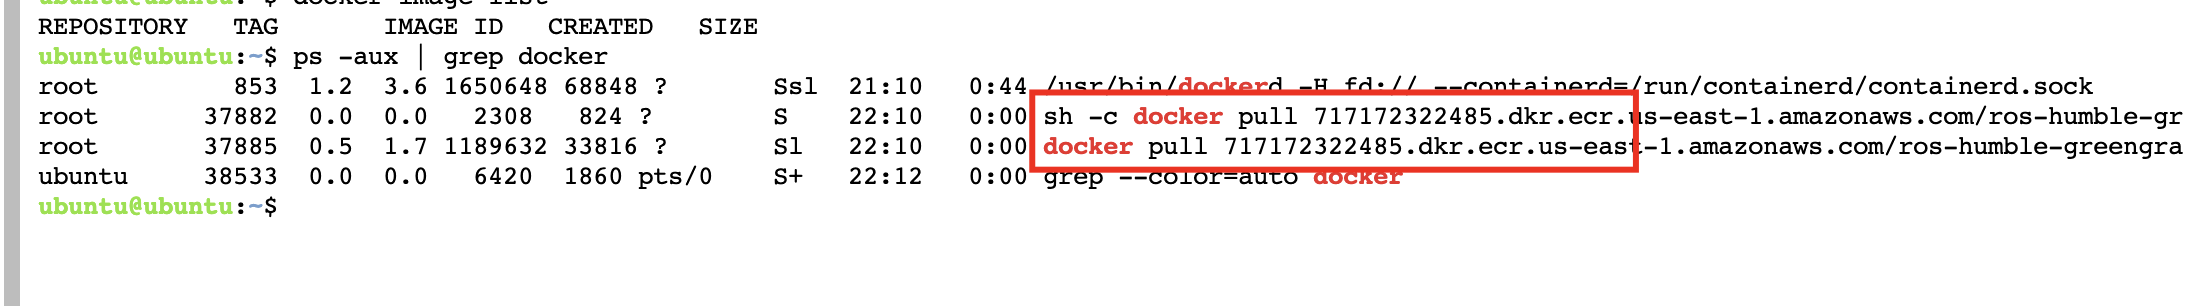 ubuntu@ubuntu:~$ docker image list
REPOSITORY   TAG       IMAGE ID   CREATED   SIZE
ubuntu@ubuntu:~$ ps -aux | grep docker
root         853  1.2  3.6 1650648 68848 ?       Ssl  21:10   0:44 /usr/bin/dockerd -H fd:// --containerd=/run/containerd/containerd.sock
root       37882  0.0  0.0   2308   824 ?        S    22:10   0:00 sh -c docker pull 717172322485.dkr.ecr.us-east-1.amazonaws.com/ros-humble-gr
root       37885  0.5  1.7 1189632 33816 ?       Sl   22:10   0:00 docker pull 717172322485.dkr.ecr.us-east-1.amazonaws.com/ros-humble-greengra
ubuntu     38533  0.0  0.0   6420  1860 pts/0    S+   22:12   0:00 grep --color=auto docker
ubuntu@ubuntu:~$